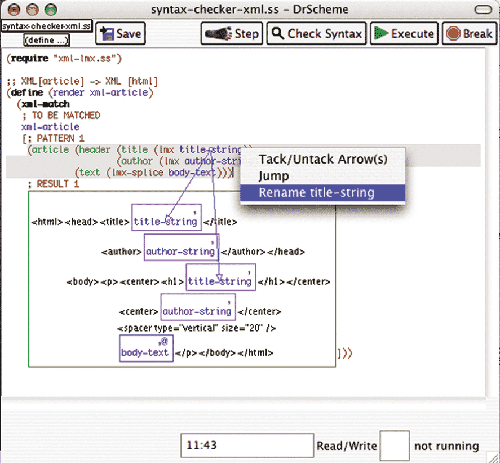 syntax-checker-xml.ss - DrScheme
syntax-checker-xml.ss
(define ...)
Save
Step
Check Syntax
Execute
Break
(require "xml-lmx.ss")
;; XML[article] -> XML [html]
(define (render xml-article)
(xml-match
; TO BE MATCHED
xml-article
[; PATTERN 1
(article (header (title (lmx title-string))
(author (lmx author-stri
(text (lmx-splice body-text)))
; RESULT 1
Tack/Untack Arrow(s)
Jump
Rename title-string
<html><head><title> title-string </title>
<author> author-string </author></head>
<body><p><center><h1> title-string </h1></center>
<center> author-string </center>
<spacer type="vertical" size="20" />
,@ body-text </p></body></html> ]))
11:43 Read/Write not running